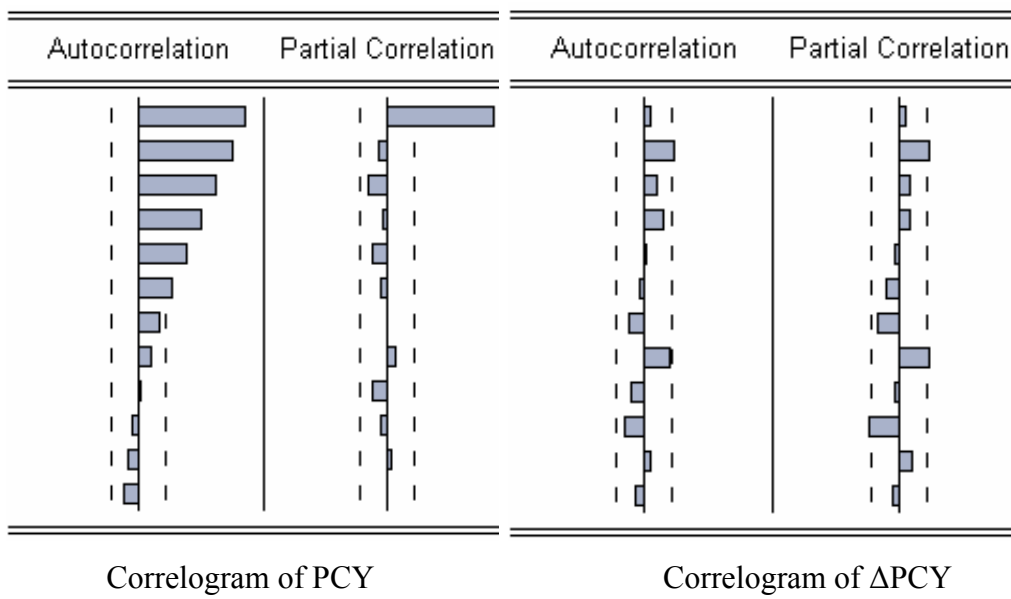 Autocorrelation Partial Correlation
Autocorrelation Partial Correlation
Correlogram of PCY
Correlogram of ΔPCY